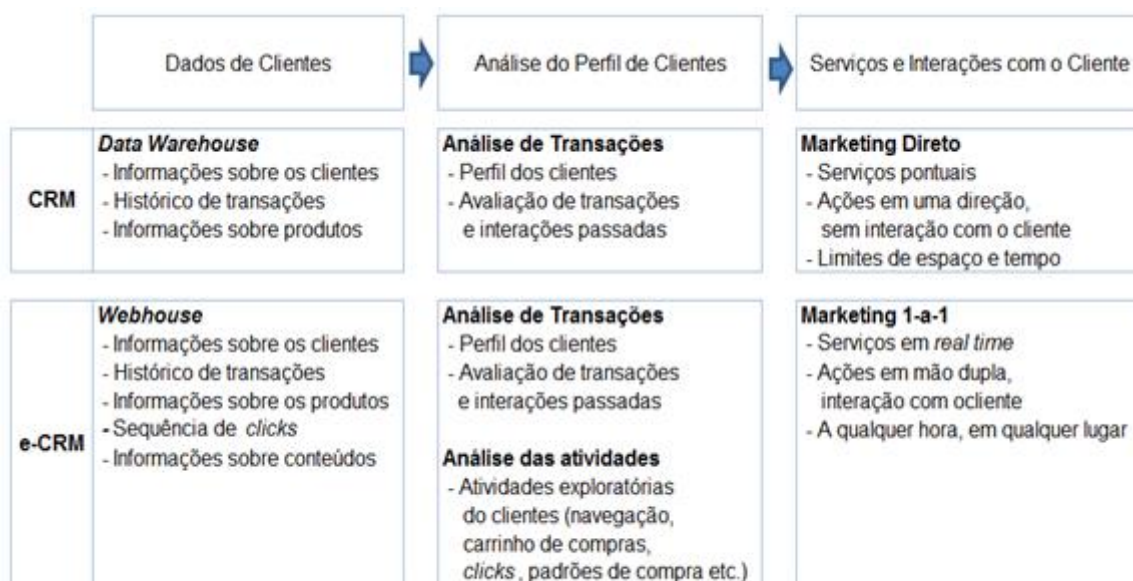 Dados de Clientes
Análise do Perfil de Clientes
Serviços e Interações com o Cliente
CRM
Data Warehouse
- Informações sobre os clientes
- Histórico de transações
- Informações sobre produtos
Análise de Transações
- Perfil dos clientes
- Avaliação de transações
e interações passadas
Marketing Direto
- Serviços pontuais
- Ações em uma direção,
sem interação com o cliente
- Limites de espaço e tempo
e-CRM
Webhouse
- Informações sobre os clientes
- Histórico de transações
- Informações sobre os produtos
- Sequência de clicks
- Informações sobre conteúdos
Análise de Transações
- Perfil dos clientes
- Avaliação de transações
e interações passadas
Análise das atividades
- Atividades exploratórias
do clientes (navegação,
carrinho de compras,
clicks, padrões de compra etc.)
Marketing 1-a-1
- Serviços em real time
- Ações em mão dupla,
interação com ocliente
- A qualquer hora, em qualquer lugar